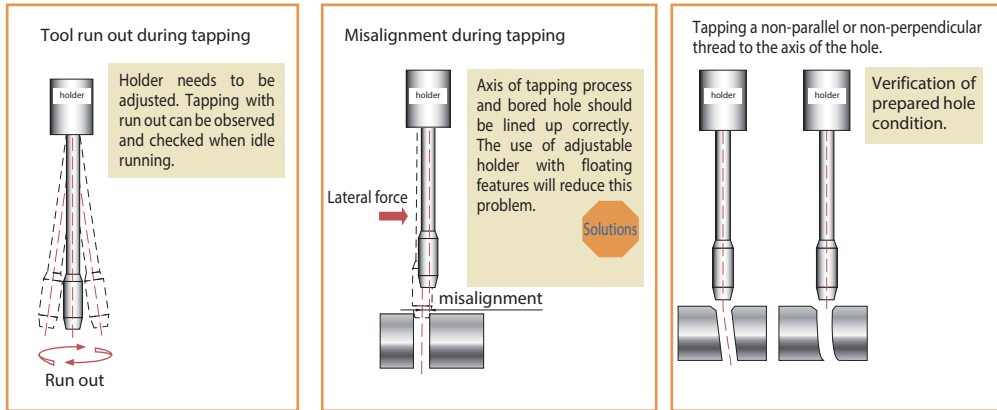 Tool run out during tapping
holder
Holder needs to be
adjusted. Tapping with
run out can be observed
and checked when idle
running.
Run out
Misalignment during tapping
holder
Axis of tapping process
and bored hole should
be lined up correctly.
The use of adjustable
holder with floating
features will reduce this
problem.
Solutions
Lateral force
misalignment
Tapping a non-parallel or non-perpendicular
thread to the axis of the hole.
holder
holder
Verification of
prepared hole
condition.